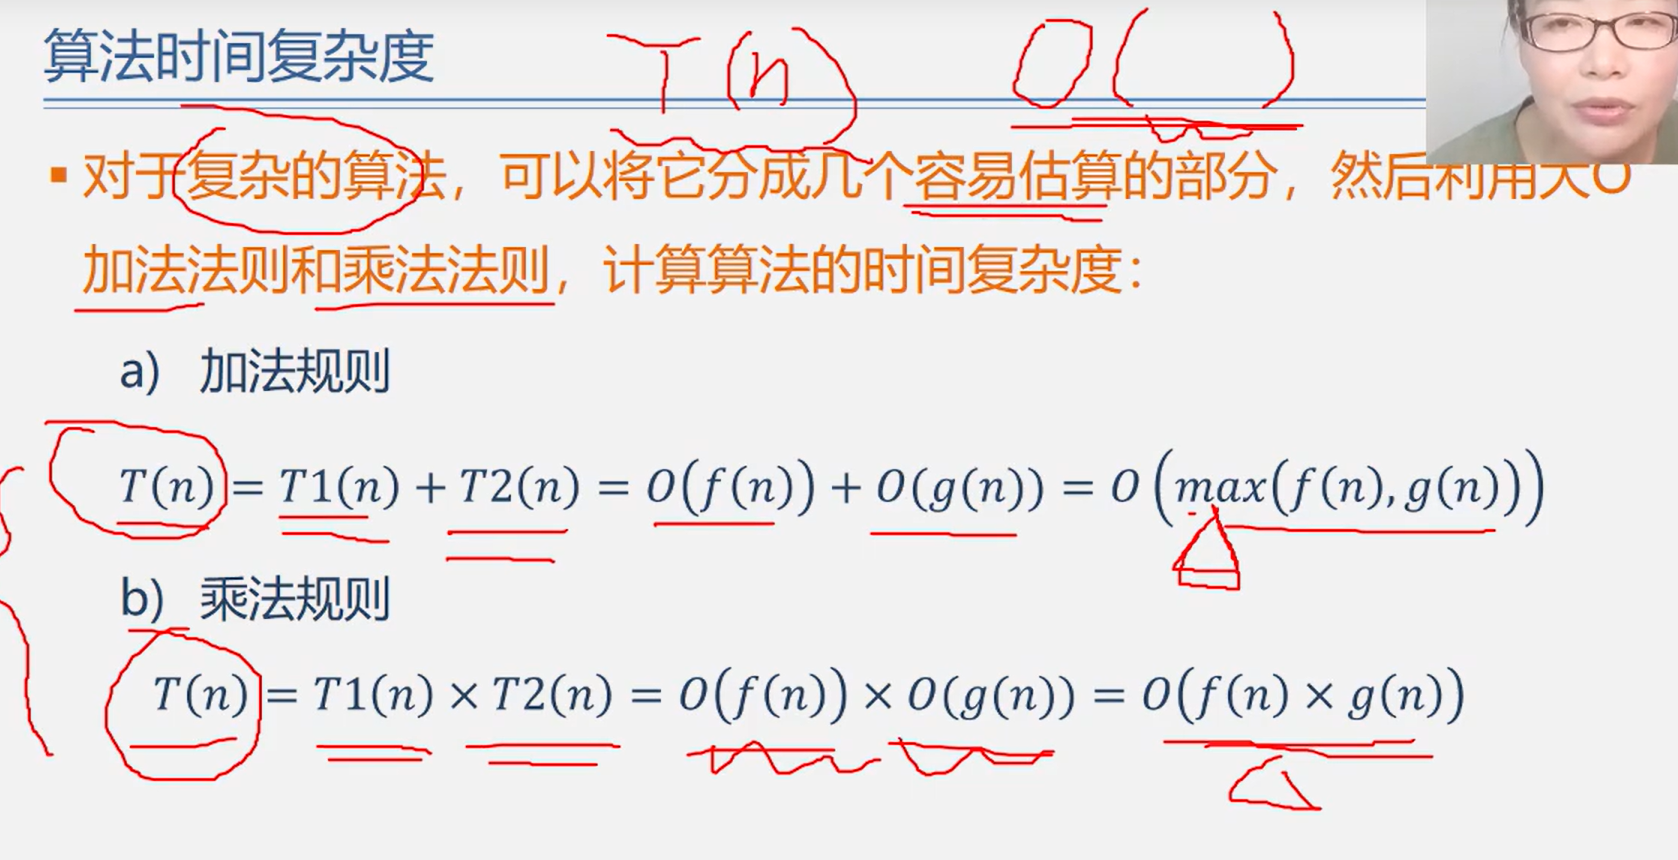 算法时间复杂度 T(n) O( )
▪ 对于复杂的算法，可以将它分成几个容易估算的部分，然后利用大O
加法法则和乘法法则，计算算法的时间复杂度：
a) 加法规则
T(n) = T1(n) + T2(n) = O(f(n)) + O(g(n)) = O(max(f(n), g(n)))
b) 乘法规则
T(n) = T1(n) × T2(n) = O(f(n)) × O(g(n)) = O(f(n) × g(n))